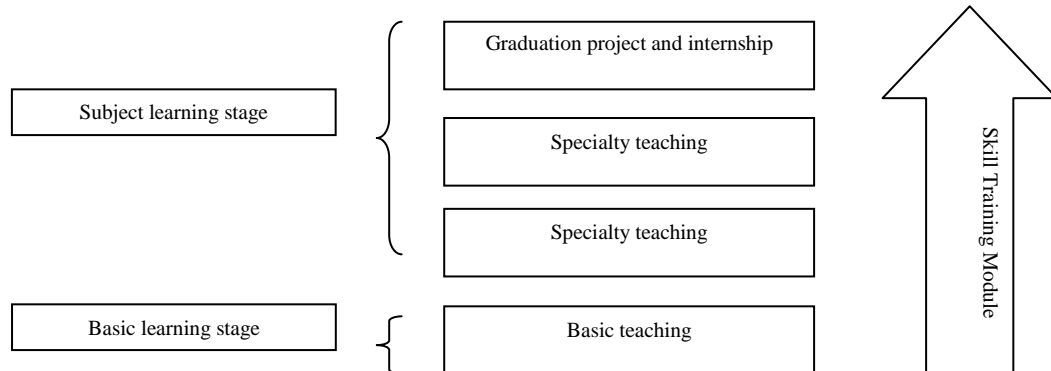 Graduation project and internship
Subject learning stage
Specialty teaching
Specialty teaching
Basic learning stage
Basic teaching
Skill Training Module